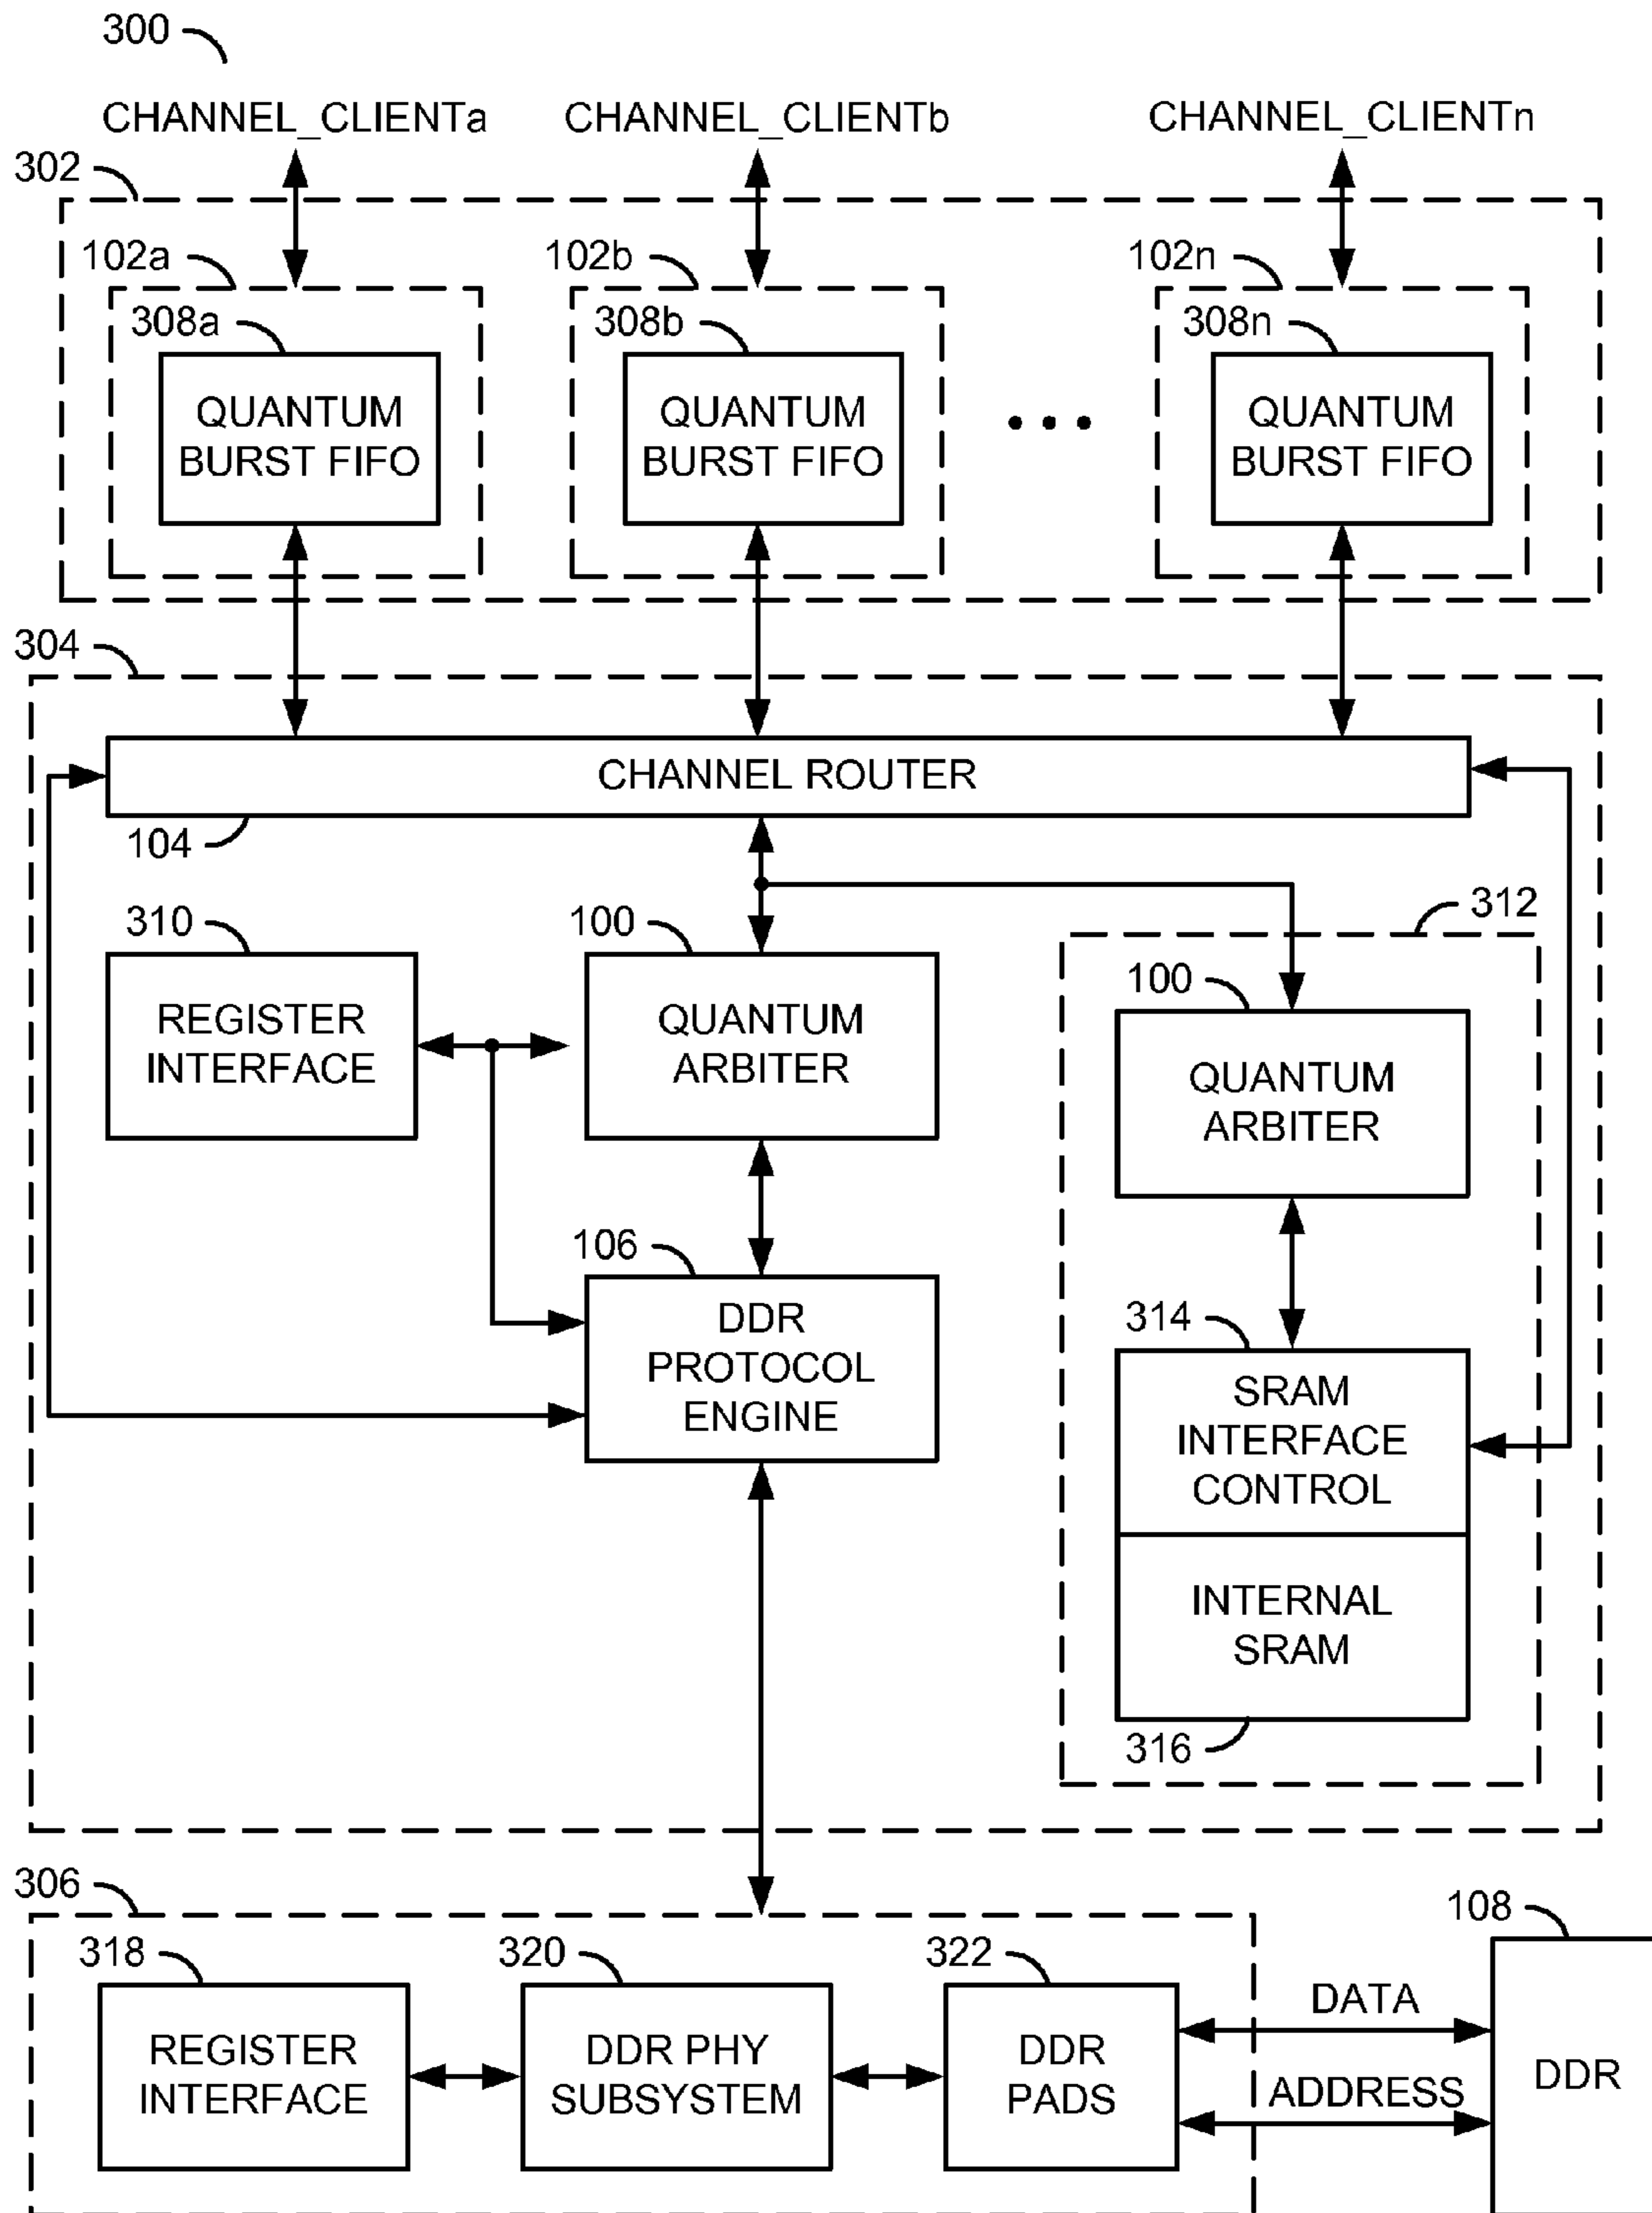 300
CHANNEL_CLIENTa
CHANNEL_CLIENTb
CHANNEL_CLIENTn
302
102a
102b
102n
308a
308b
308n
QUANTUM
BURST FIFO
QUANTUM
BURST FIFO
• • •
QUANTUM
BURST FIFO
304
CHANNEL ROUTER
104
310
100
312
REGISTER
INTERFACE
QUANTUM
ARBITER
100
QUANTUM
ARBITER
106
DDR
PROTOCOL
ENGINE
314
SRAM
INTERFACE
CONTROL
INTERNAL
SRAM
316
306
318
320
322
108
REGISTER
INTERFACE
DDR PHY
SUBSYSTEM
DDR
PADS
DATA
ADDRESS
DDR